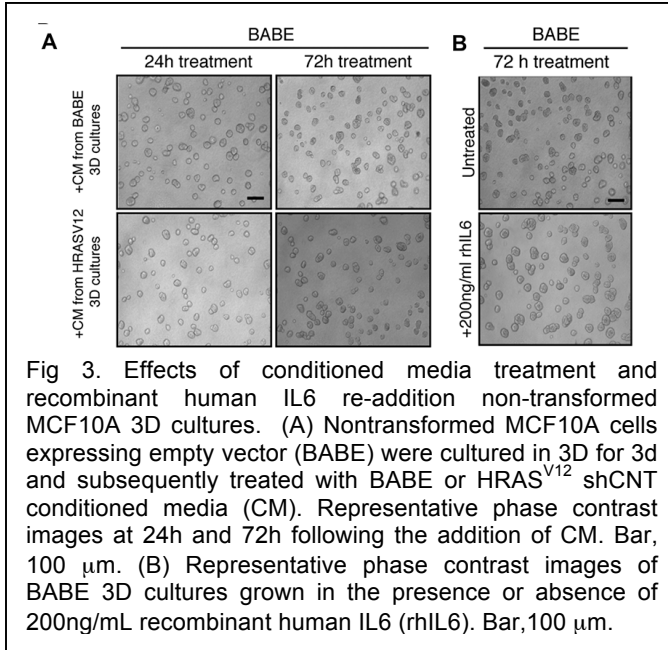 A
BABE
24h treatment
72h treatment
+CM from BABE
3D cultures
+CM from HRASV12
3D cultures
B
BABE
72 h treatment
Untreated
+200ng/ml rhIL6
Fig 3. Effects of conditioned media treatment and
recombinant human IL6 re-addition non-transformed
MCF10A 3D cultures. (A) Nontransformed MCF10A cells
expressing empty vector (BABE) were cultured in 3D for 3d
and subsequently treated with BABE or HRAS^V12 shCNT
conditioned media (CM). Representative phase contrast
images at 24h and 72h following the addition of CM. Bar,
100 μm. (B) Representative phase contrast images of
BABE 3D cultures grown in the presence or absence of
200ng/mL recombinant human IL6 (rhIL6). Bar,100 μm.